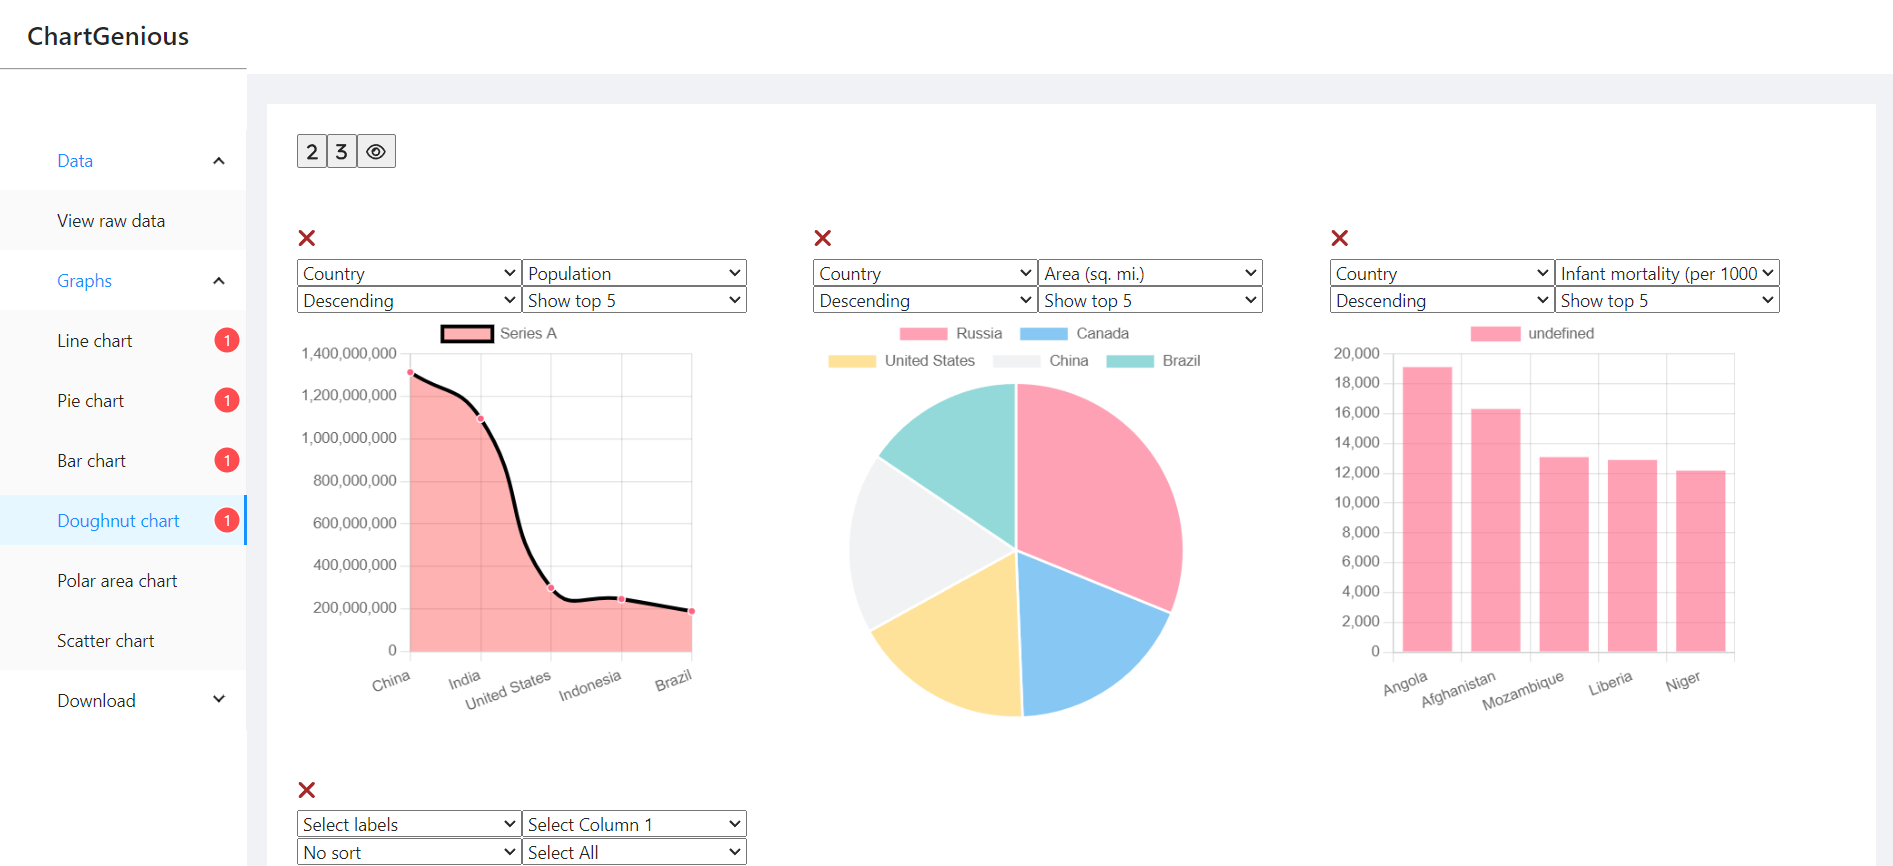 ChartGenious
Data
View raw data
Graphs
Line chart 1
Pie chart 1
Bar chart 1
Doughnut chart 1
Polar area chart
Scatter chart
Download
2 3
Country Population
Descending Show top 5
Series A
1,400,000,000
1,200,000,000
1,000,000,000
800,000,000
600,000,000
400,000,000
200,000,000
0
China India United States Indonesia Brazil
Country Area (sq. mi.)
Descending Show top 5
Russia Canada
United States China Brazil
Country Infant mortality (per 1000
Descending Show top 5
undefined
20,000
18,000
16,000
14,000
12,000
10,000
8,000
6,000
4,000
2,000
0
Angola Afghanistan Mozambique Liberia Niger
Select labels Select Column 1
No sort Select All